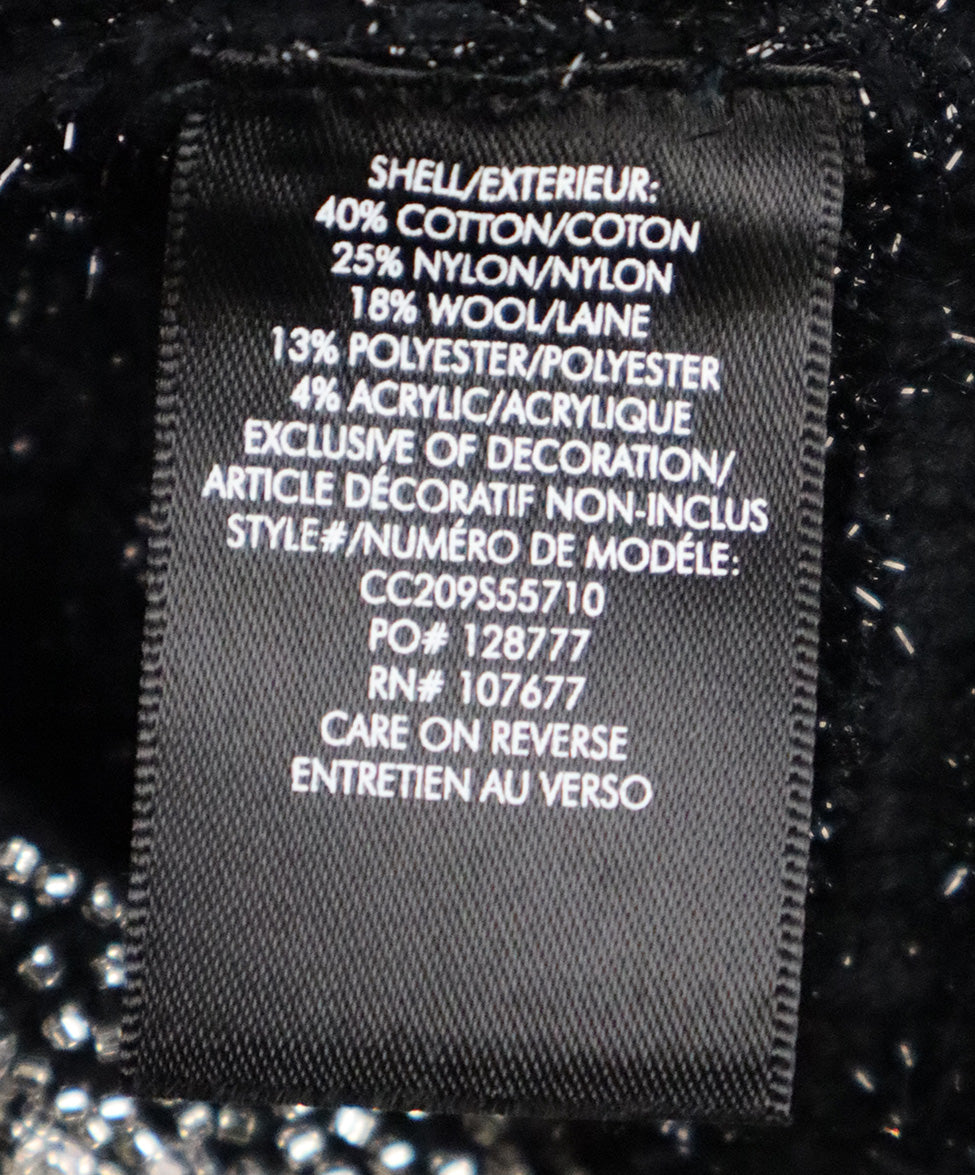 SHELL/EXTERIEUR:
40% COTTON/COTON
25% NYLON/NYLON
18% WOOL/LAINE
13% POLYESTER/POLYESTER
4% ACRYLIC/ACRYLIQUE
EXCLUSIVE OF DECORATION/
ARTICLE DÉCORATIF NON-INCLUS
STYLE#/NUMÉRO DE MODÉLE:
CC209S55710
PO# 128777
RN# 107677
CARE ON REVERSE
ENTRETIEN AU VERSO